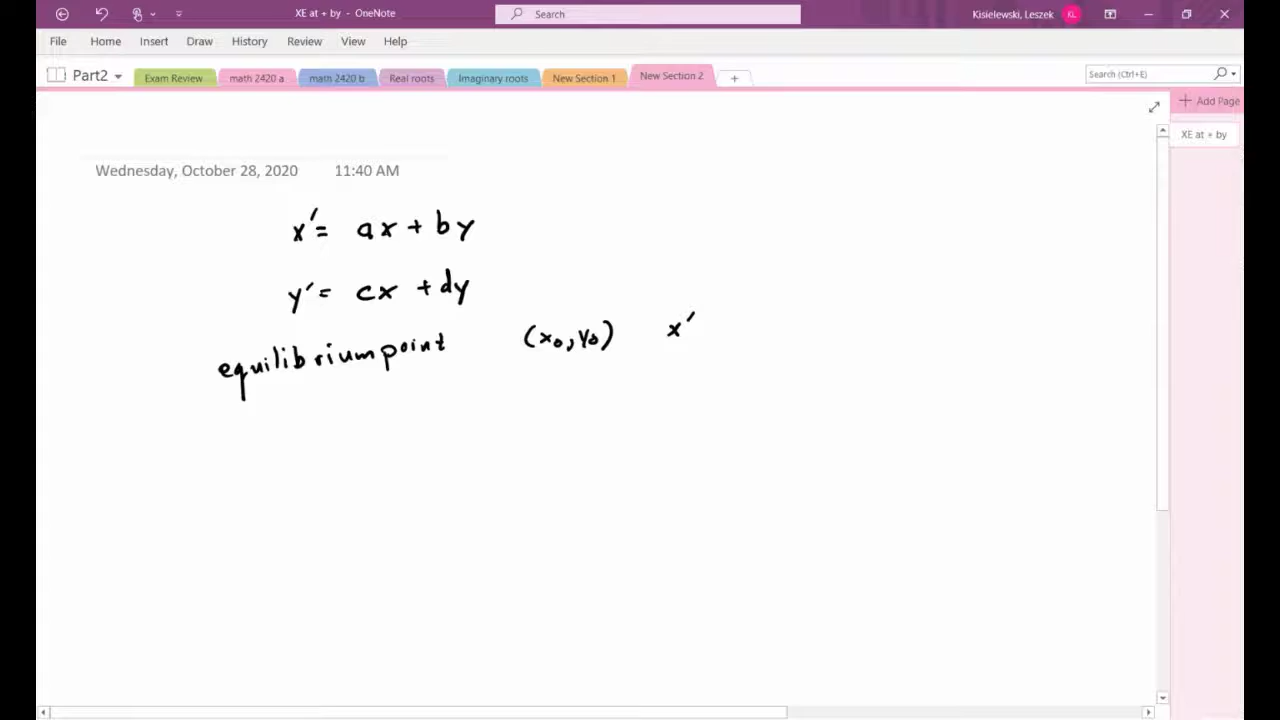 XE at + by - OneNote
Search
Kisielewski, Leszek KL
File Home Insert Draw History Review View Help
Part2 Exam Review math 2420 a math 2420 b Real roots Imaginary roots New Section 1 New Section 2 +
Search (Ctrl+E)
+ Add Page
XE at + by
Wednesday, October 28, 2020 11:40 AM
x' = ax + by
y' = cx + dy
equilibrium point (x₀, y₀) x'